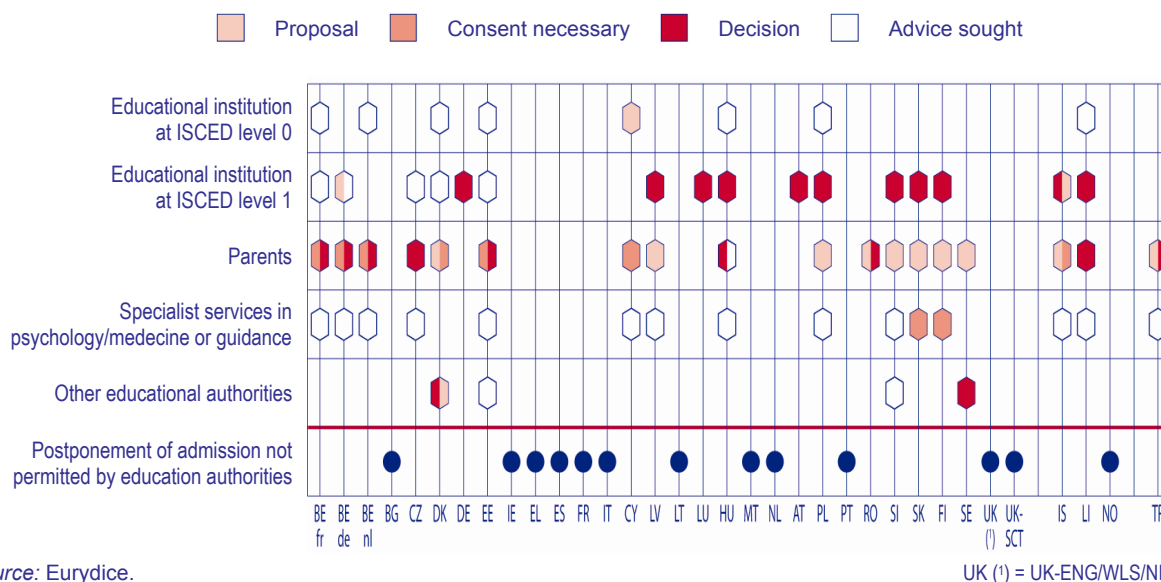 Proposal Consent necessary Decision Advice sought
Educational institution
at ISCED level 0
Educational institution
at ISCED level 1
Parents
Specialist services in
psychology/medecine or guidance
Other educational authorities
Postponement of admission not
permitted by education authorities
BE BE BE BG CZ DK DE EE IE EL ES FR IT CY LV LT LU HU MT NL AT PL PT RO SI SK FI SE UK UK- IS LI NO
fr de nl (¹) SCT
Eurydice. UK (¹) = UK-ENG/WLS/